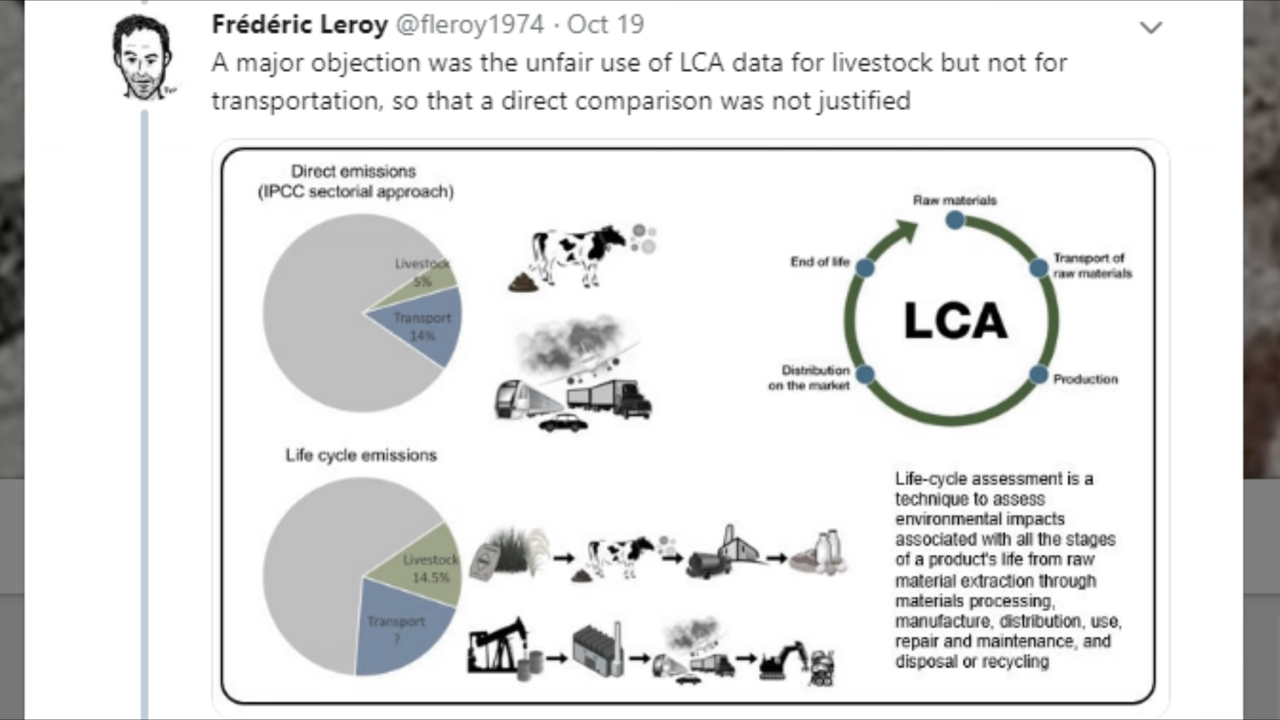 Frédéric Leroy @fleroy1974 · Oct 19
A major objection was the unfair use of LCA data for livestock but not for
transportation, so that a direct comparison was not justified
Direct emissions
(IPCC sectorial approach)
Livestock
5%
Transport
14%
Raw materials
Transport of
raw materials
Production
Distribution
on the market
End of life
LCA
Life cycle emissions
Livestock
14.5%
Transport
?
Life-cycle assessment is a
technique to assess
environmental impacts
associated with all the stages
of a product's life from raw
material extraction through
materials processing,
manufacture, distribution, use,
repair and maintenance, and
disposal or recycling